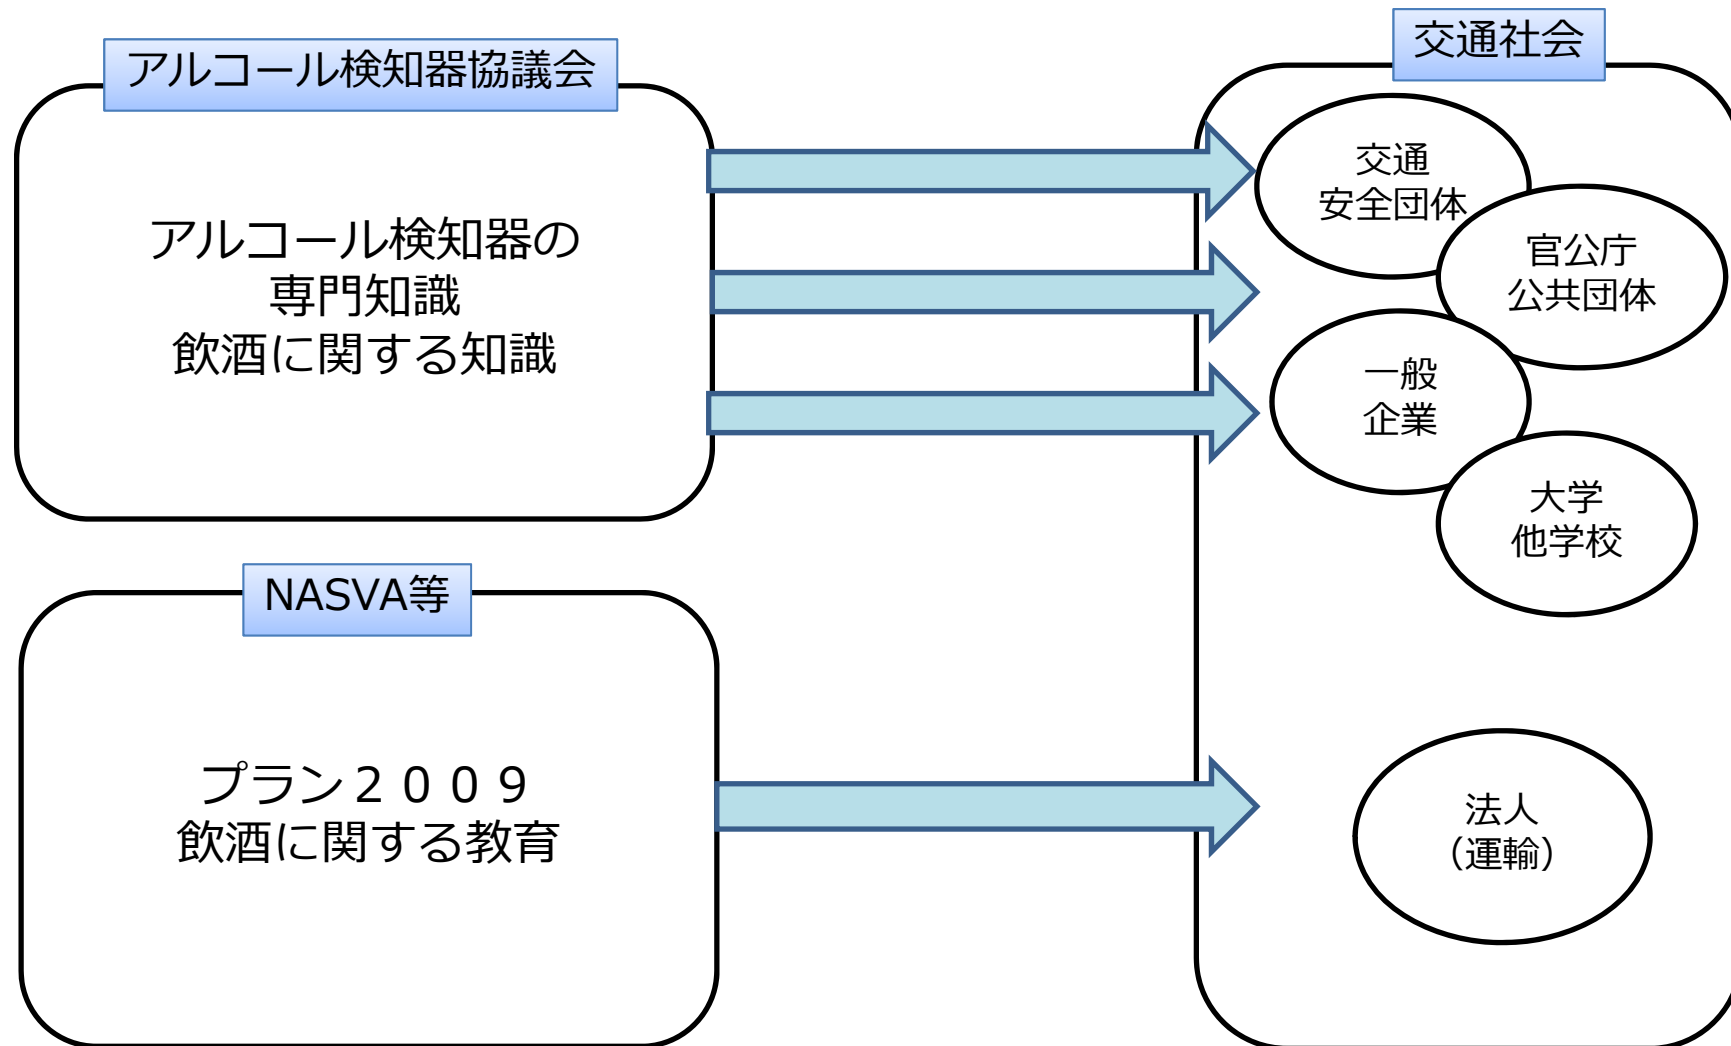 アルコール検知器協議会
アルコール検知器の
専門知識
飲酒に関する知識
NASVA等
プラン２００９
飲酒に関する教育
交通社会
交通
安全団体
官公庁
公共団体
一般
企業
大学
他学校
法人
（運輸）